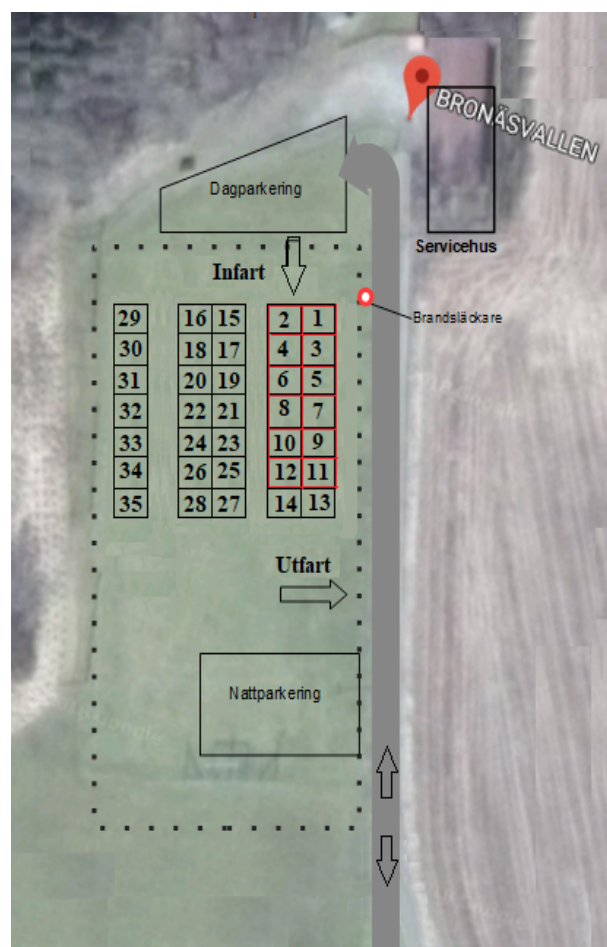 BRONÄSVALLEN
Dagparkering
Servicehus
Infart
Brandsläckare
29 16 15 2 1
30 18 17 4 3
31 20 19 6 5
32 22 21 8 7
33 24 23 10 9
34 26 25 12 11
35 28 27 14 13
Utfart
Nattparkering